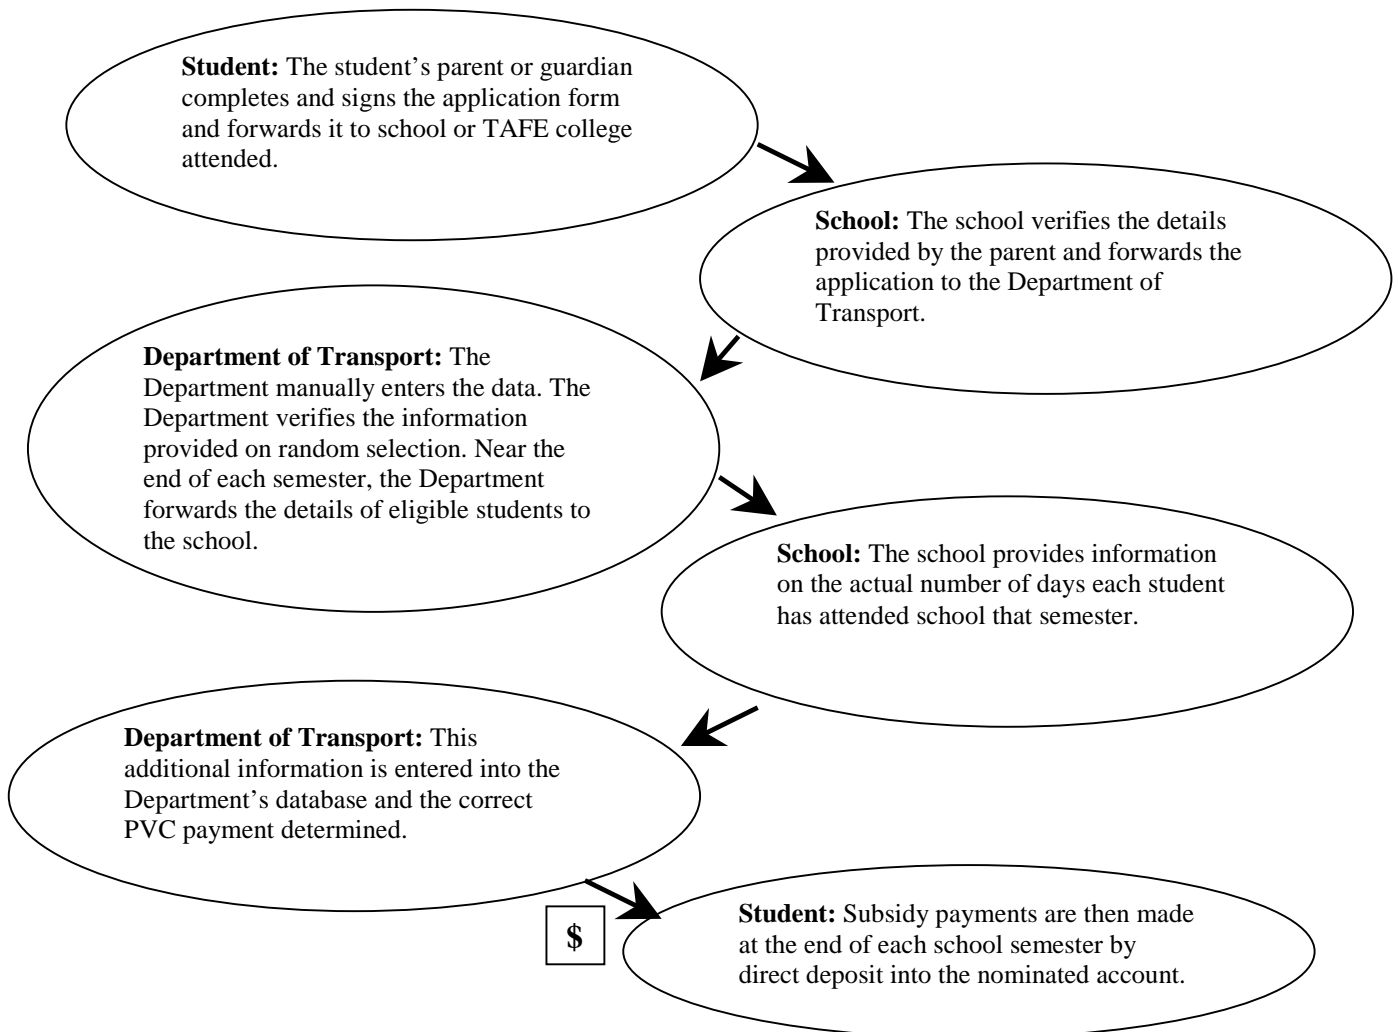 Student: The student’s parent or guardian
completes and signs the application form
and forwards it to school or TAFE college
attended.
School: The school verifies the details
provided by the parent and forwards the
application to the Department of
Transport.
Department of Transport: The
Department manually enters the data. The
Department verifies the information
provided on random selection. Near the
end of each semester, the Department
forwards the details of eligible students to
the school.
School: The school provides information
on the actual number of days each student
has attended school that semester.
Department of Transport: This
additional information is entered into the
Department’s database and the correct
PVC payment determined.
$
Student: Subsidy payments are then made
at the end of each school semester by
direct deposit into the nominated account.